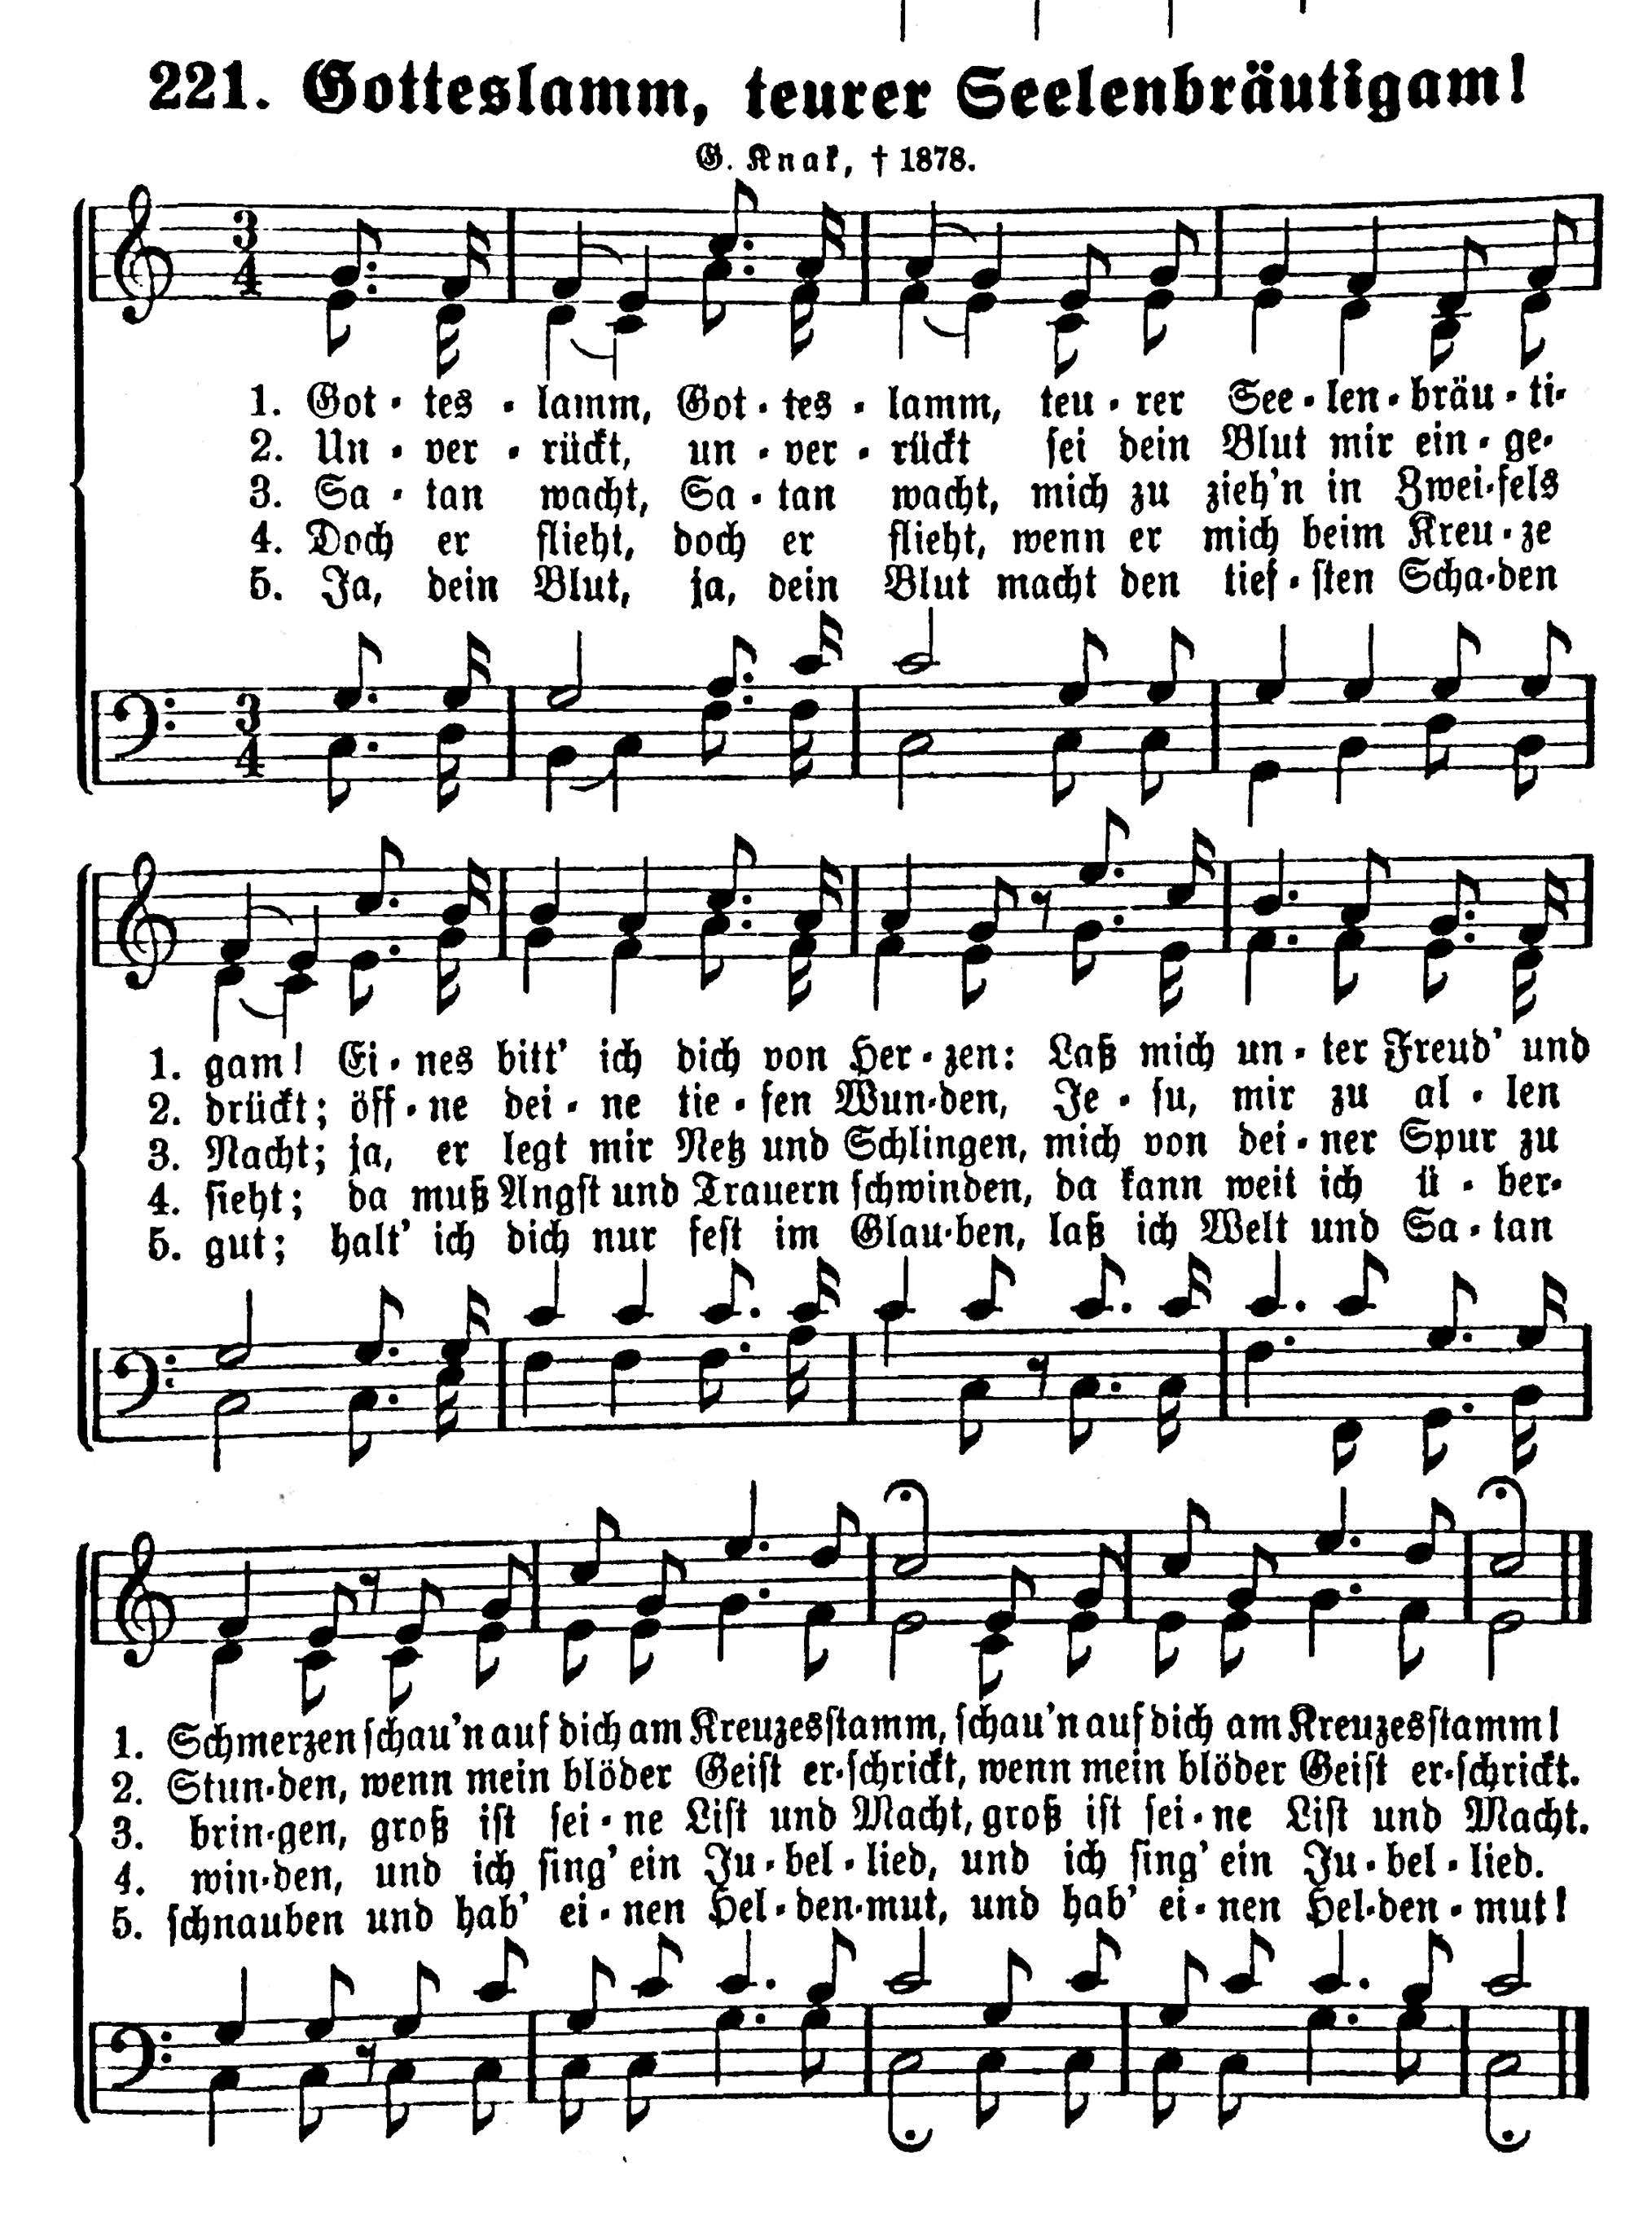 221. Gotteslamm, teurer Seelenbräutigam!
G. Knak, † 1878.
3
4
1. Got - tes - lamm, Got - tes - lamm, teu - rer See - len - bräu - ti-
2. Un - ver - rückt, un - ver - rückt sei dein Blut mir ein - ge-
3. Sa - tan wacht, Sa - tan wacht, mich zu zieh'n in Zwei-fels
4. Doch er flieht, doch er flieht, wenn er mich beim Kreu - ze
5. Ja, dein Blut, ja, dein Blut macht den tief - sten Scha-den
3
4
1. gam! Ei - nes bitt' ich dich von Her - zen: Laß mich un - ter Freud' und
2. drückt; öff - ne dei - ne tie - fen Wun-den, Je - su, mir zu al - len
3. Nacht; ja, er legt mir Netz und Schlingen, mich von dei - ner Spur zu
4. sieht; da muß Angst und Trauern schwinden, da kann weit ich ü - ber-
5. gut; halt' ich dich nur fest im Glau-ben, laß ich Welt und Sa - tan
1. Schmerzen schau'n auf dich am Kreuzesstamm, schau'n auf dich am Kreuzesstamm!
2. Stun-den, wenn mein blöder Geist er-schrickt, wenn mein blöder Geist er-schrickt.
3. brin-gen, groß ist sei - ne List und Macht, groß ist sei - ne List und Macht.
4. win-den, und ich sing' ein Ju - bel - lied, und ich sing' ein Ju - bel - lied.
5. schnauben und hab' ei - nen Hel - den-mut, und hab' ei - nen Hel-den - mut!